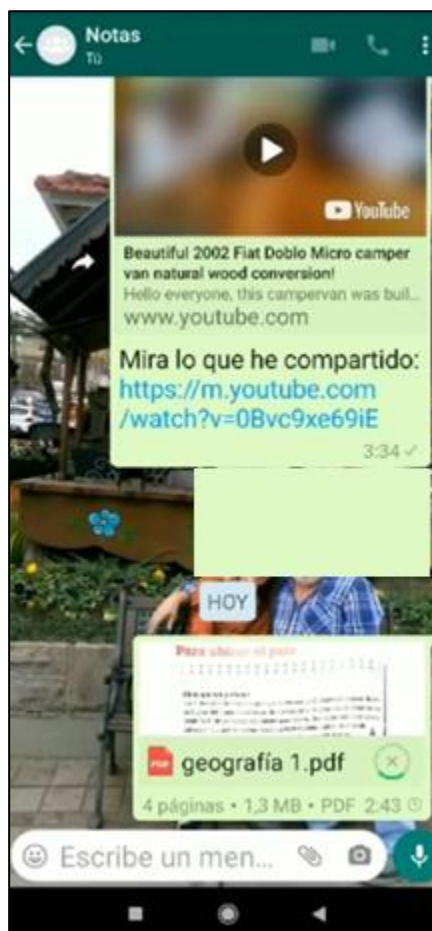 Notas
Tú
YouTube
Beautiful 2002 Fiat Doblo Micro camper
van natural wood conversion!
Hello everyone, this campervan was buil...
www.youtube.com
Mira lo que he compartido:
https://m.youtube.com
/watch?v=0Bvc9xe69iE
3:34
HOY
Para ubicar el país
PDF
geografía 1.pdf
4 páginas • 1,3 MB • PDF 2:43
Escribe un men...